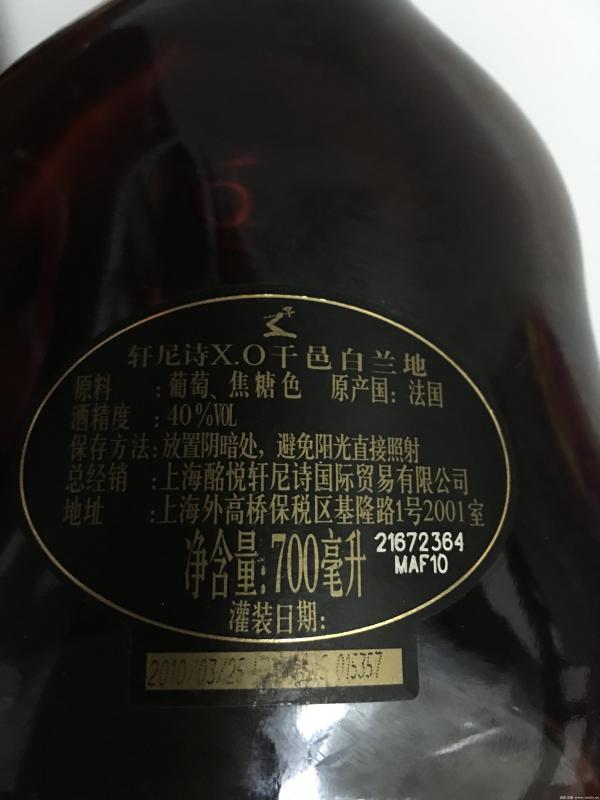 轩尼诗X.O干邑白兰地
原料 :葡萄、焦糖色 原产国: 法国
酒精度 :40%VOL
保存方法:放置阴暗处, 避免阳光直接照射
总经销 :上海酩悦轩尼诗国际贸易有限公司
地址 :上海外高桥保税区基隆路1号2001室
净含量:700毫升
21672364
MAF10
灌装日期:
2010/03/25 015357